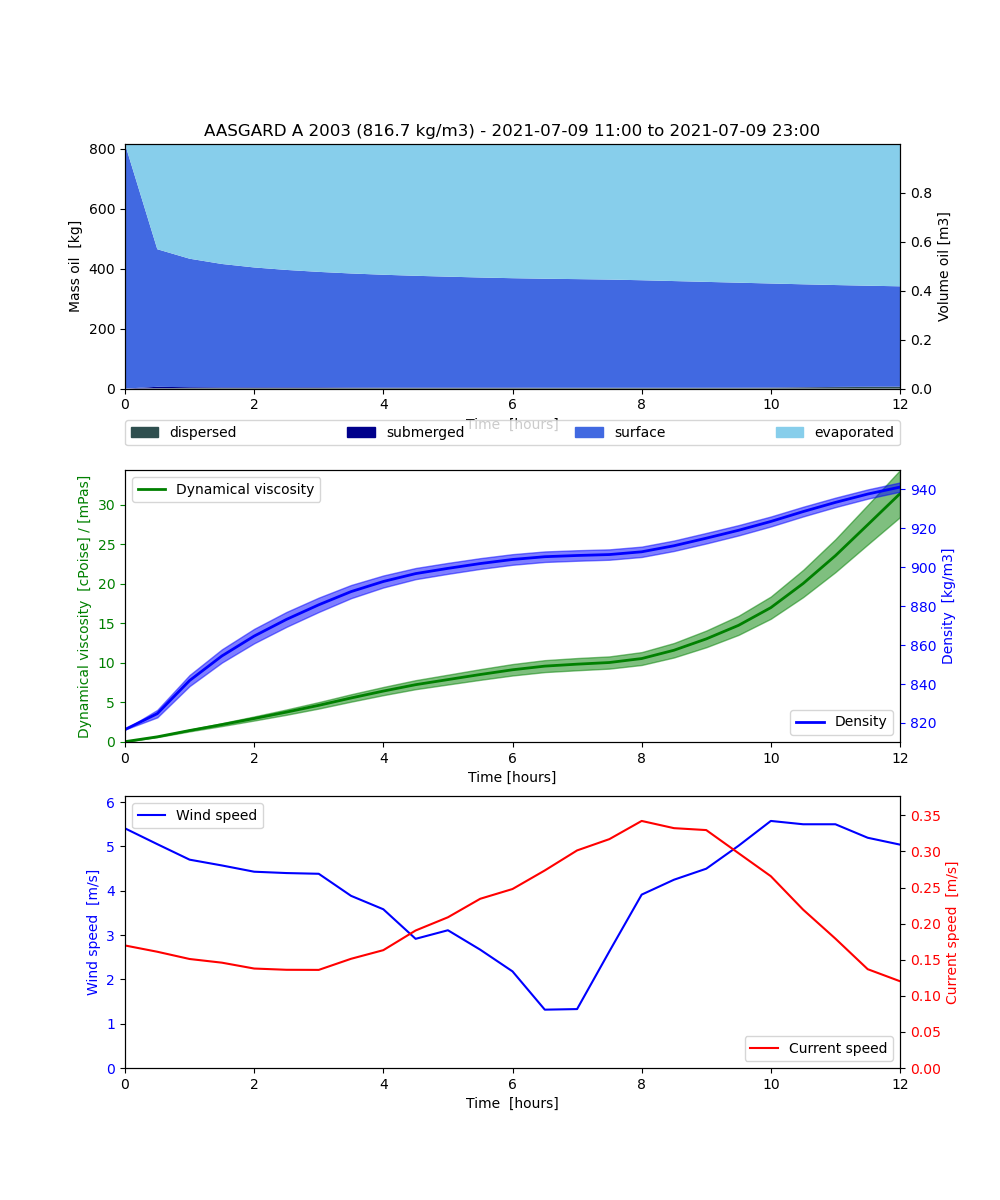 AASGARD A 2003 (816.7 kg/m3) - 2021-07-09 11:00 to 2021-07-09 23:00
Mass oil [kg]
800
600
400
200
0
Volume oil [m3]
0.8
0.6
0.4
0.2
0.0
0 2 4 6 8 10 12
Time [hours]
dispersed submerged surface evaporated
Dynamical viscosity [cPoise] / [mPas]
30
25
20
15
10
5
0
Dynamical viscosity
Density [kg/m3]
940
920
900
880
860
840
820
Density
0 2 4 6 8 10 12
Time [hours]
Wind speed [m/s]
6
5
4
3
2
1
0
Wind speed
Current speed [m/s]
0.35
0.30
0.25
0.20
0.15
0.10
0.05
0.00
Current speed
0 2 4 6 8 10 12
Time [hours]